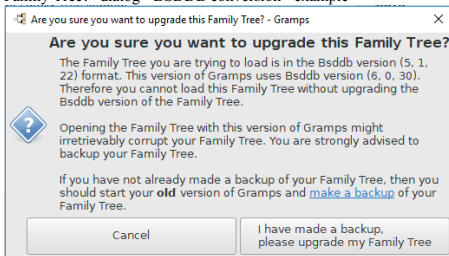 Are you sure you want to upgrade this Family Tree? - Gramps
Are you sure you want to upgrade this Family Tree?
The Family Tree you are trying to load is in the Bsddb version (5, 1,
22) format. This version of Gramps uses Bsddb version (6, 0, 30).
Therefore you cannot load this Family Tree without upgrading the
Bsddb version of the Family Tree.
Opening the Family Tree with this version of Gramps might
irretrievably corrupt your Family Tree. You are strongly advised to
backup your Family Tree.
If you have not already made a backup of your Family Tree, then you
should start your old version of Gramps and make a backup of your
Family Tree.
Cancel
I have made a backup,
please upgrade my Family Tree